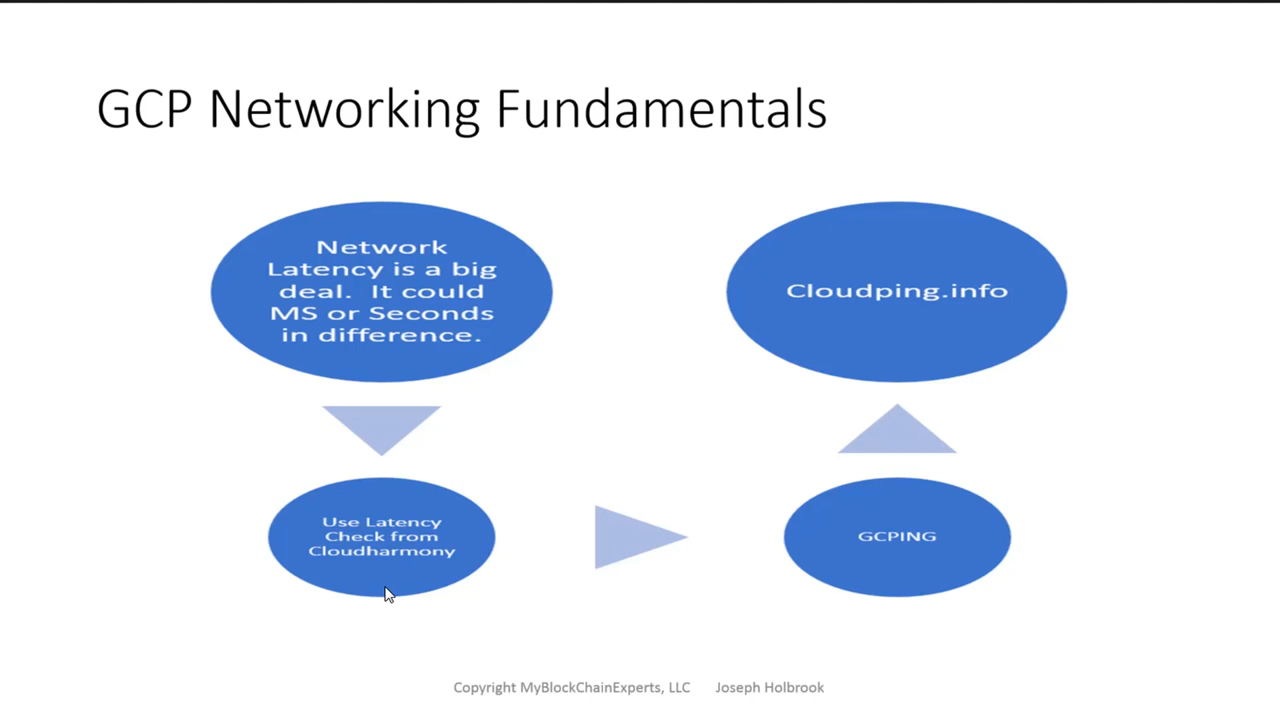 GCP Networking Fundamentals
Network
Latency is a big
deal.  It could
MS or Seconds
in difference.
Use Latency
Check from
Cloudharmony
GCPING
Cloudping.info
Copyright MyBlockChainExperts, LLC Joseph Holbrook